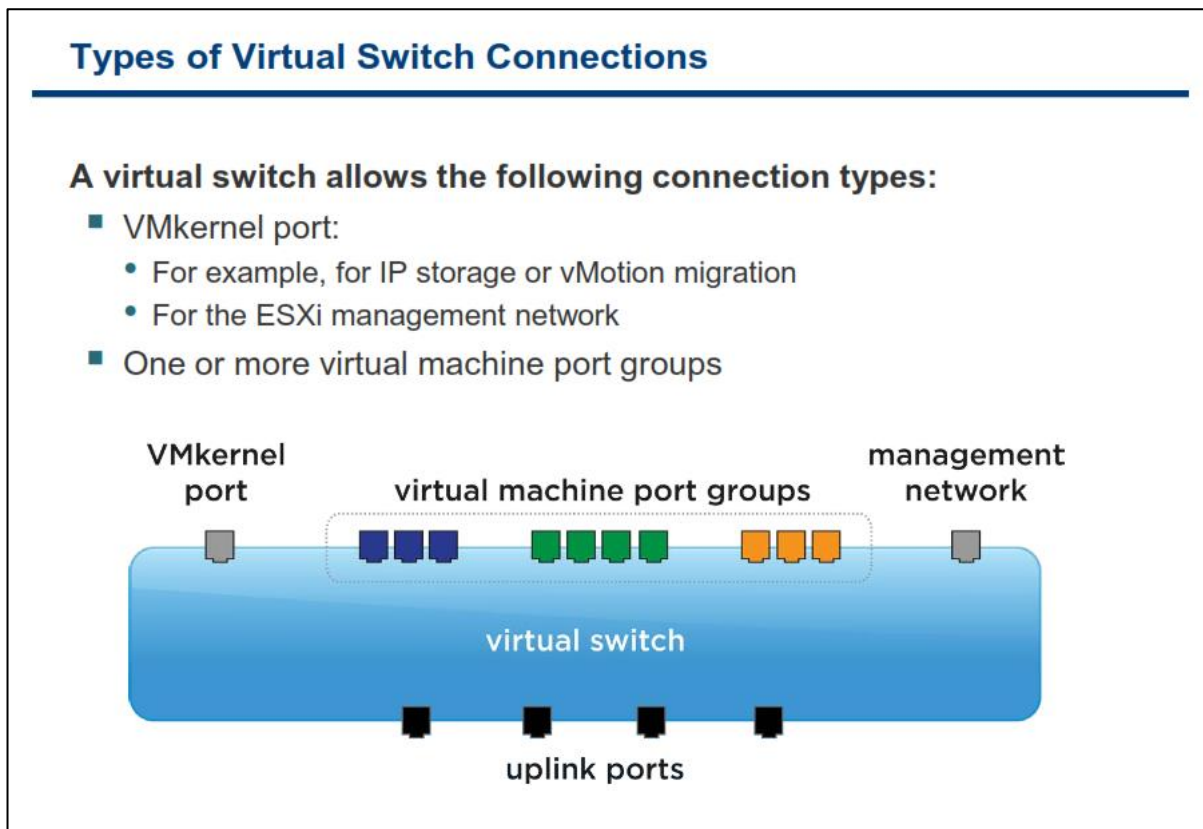 Types of Virtual Switch Connections
A virtual switch allows the following connection types:
VMkernel port:
For example, for IP storage or vMotion migration
For the ESXi management network
One or more virtual machine port groups
VMkernel
port
virtual machine port groups
management
network
virtual switch
uplink ports